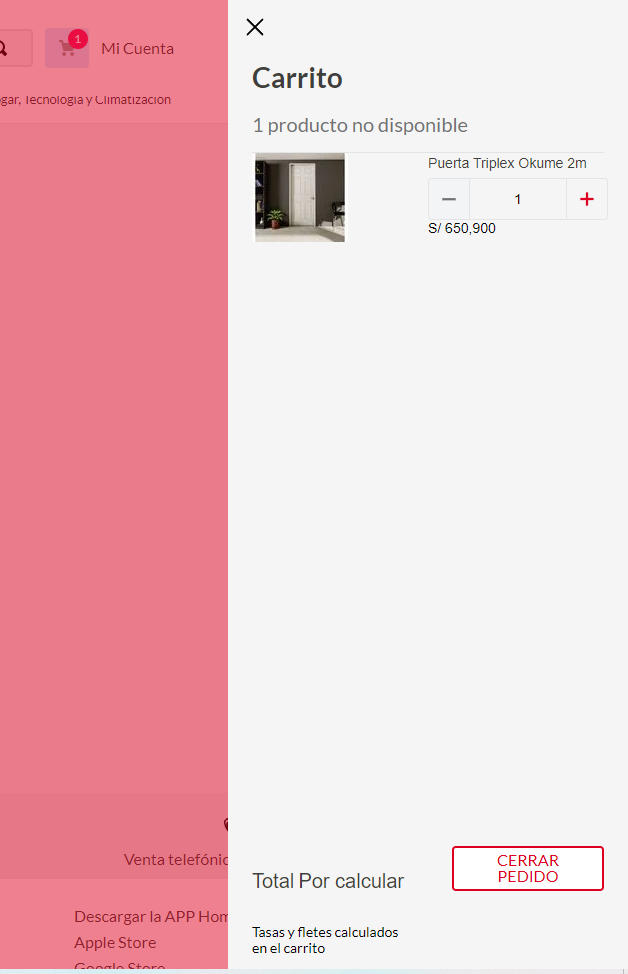 1
Mi Cuenta
gar, Tecnología y Climatización
Carrito
1 producto no disponible
Puerta Triplex Okume 2m
1
S/ 650,900
Venta telefónic
Descargar la APP Hom
Apple Store
Google Store
Total Por calcular
CERRAR
PEDIDO
Tasas y fletes calculados
en el carrito